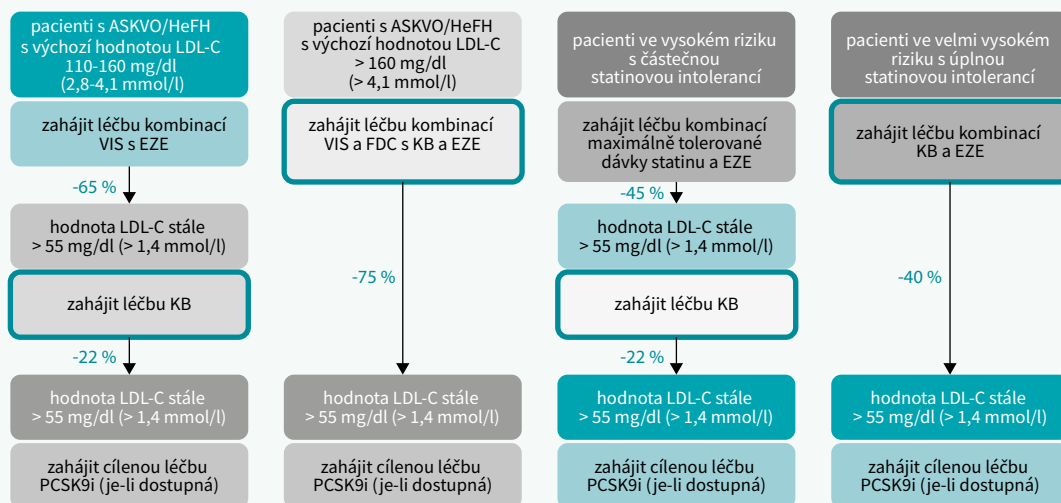 pacienti s ASKVO/HeFH
s výchozí hodnotou LDL-C
110-160 mg/dl
(2,8-4,1 mmol/l)
zahájit léčbu kombinací
VIS s EZE
-65 %
hodnota LDL-C stále
> 55 mg/dl (> 1,4 mmol/l)
zahájit léčbu KB
-22 %
hodnota LDL-C stále
> 55 mg/dl (> 1,4 mmol/l)
zahájit cílenou léčbu
PCSK9i (je-li dostupná)
pacienti s ASKVO/HeFH
s výchozí hodnotou LDL-C
> 160 mg/dl
(> 4,1 mmol/l)
zahájit léčbu kombinací
VIS a FDC s KB a EZE
-75 %
hodnota LDL-C stále
> 55 mg/dl (> 1,4 mmol/l)
zahájit cílenou léčbu
PCSK9i (je-li dostupná)
pacienti ve vysokém riziku
s částečnou
statinovou intolerancí
zahájit léčbu kombinací
maximálně tolerované
dávky statinu a EZE
-45 %
hodnota LDL-C stále
> 55 mg/dl (> 1,4 mmol/l)
zahájit léčbu KB
-22 %
hodnota LDL-C stále
> 55 mg/dl (> 1,4 mmol/l)
zahájit cílenou léčbu
PCSK9i (je-li dostupná)
pacienti ve velmi vysokém
riziku s úplnou
statinovou intolerancí
zahájit léčbu kombinací
KB a EZE
-40 %
hodnota LDL-C stále
> 55 mg/dl (> 1,4 mmol/l)
zahájit cílenou léčbu
PCSK9i (je-li dostupná)